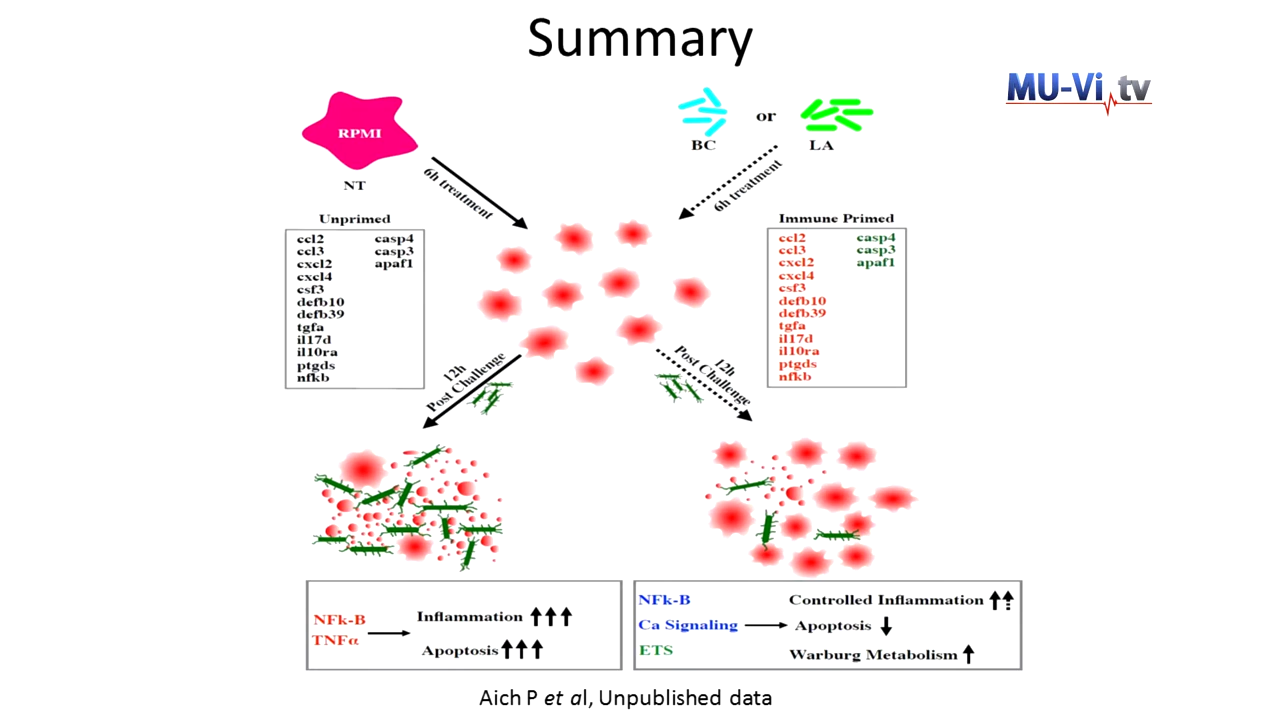 Summary
MU-Vi tv
RPMI
NT
BC
or
LA
6h treatment
6h treatment
Unprimed
ccl2 casp4
ccl3 casp3
cxcl2 apaf1
cxcl4
csf3
defb10
defb39
tgfa
il17d
il10ra
ptgds
nfkb
Immune Primed
ccl2 casp4
ccl3 casp3
cxcl2 apaf1
cxcl4
csf3
defb10
defb39
tgfa
il17d
il10ra
ptgds
nfkb
12h
Post Challenge
12h
Post Challenge
NFk-B
TNFα
Inflammation
Apoptosis
NFk-B
Ca Signaling
ETS
Controlled Inflammation
Apoptosis
Warburg Metabolism
Aich P et al, Unpublished data